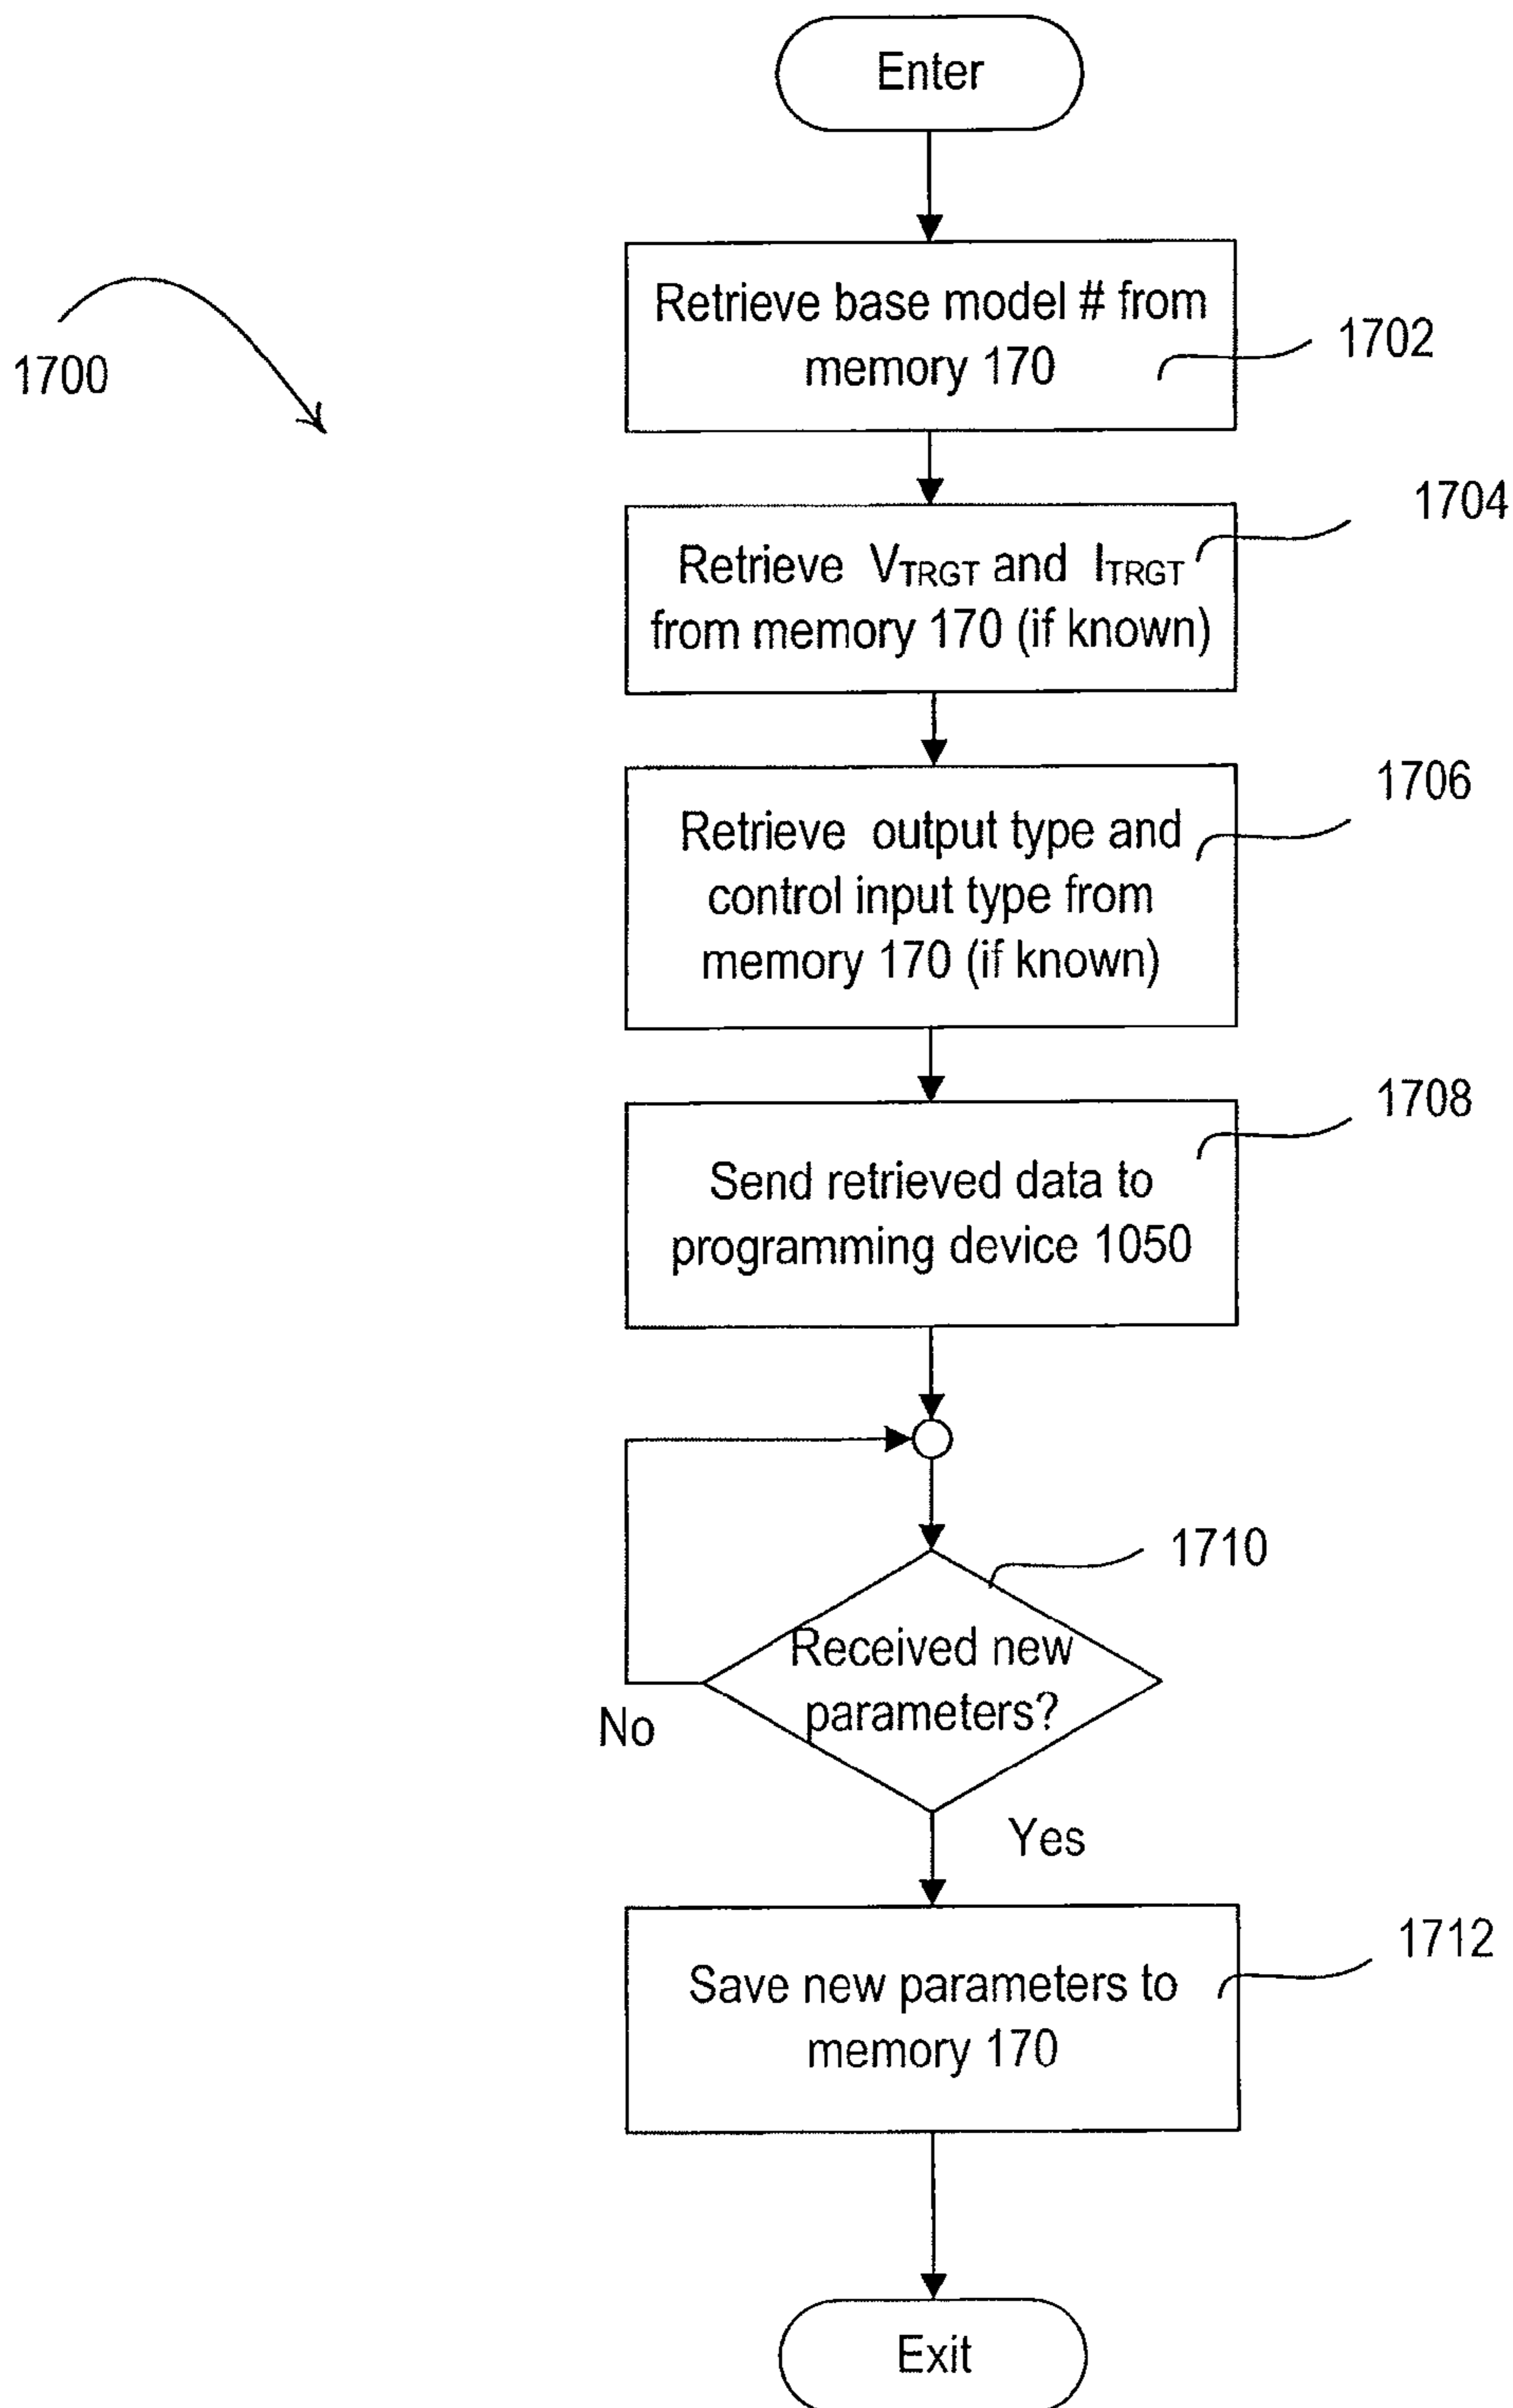 Enter
1700
Retrieve base model # from
memory 170
1702
1704
Retrieve VTRGT and ITRGT
from memory 170 (if known)
1706
Retrieve output type and
control input type from
memory 170 (if known)
1708
Send retrieved data to
programming device 1050
1710
Received new
parameters?
No
Yes
1712
Save new parameters to
memory 170
Exit